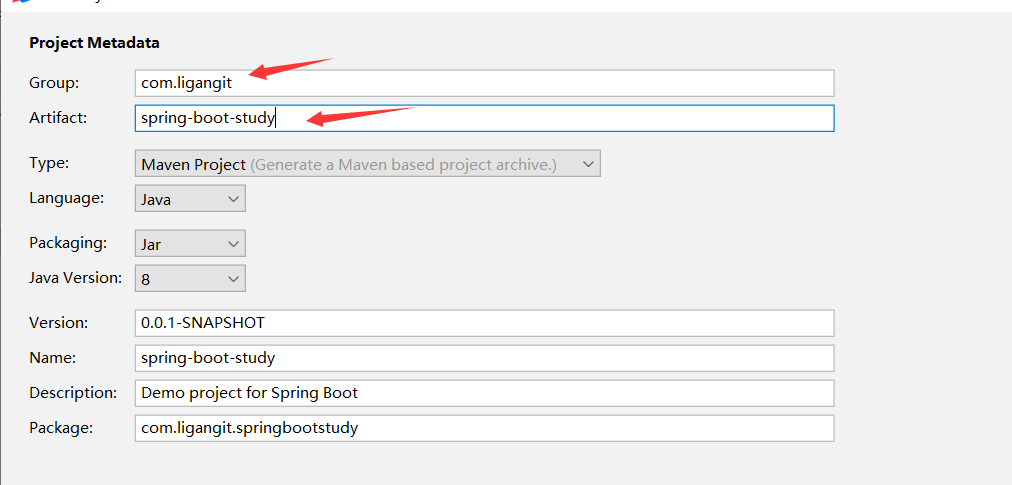 Project Metadata
Group: com.ligangit
Artifact: spring-boot-study
Type: Maven Project (Generate a Maven based project archive.)
Language: Java
Packaging: Jar
Java Version: 8
Version: 0.0.1-SNAPSHOT
Name: spring-boot-study
Description: Demo project for Spring Boot
Package: com.ligangit.springbootstudy